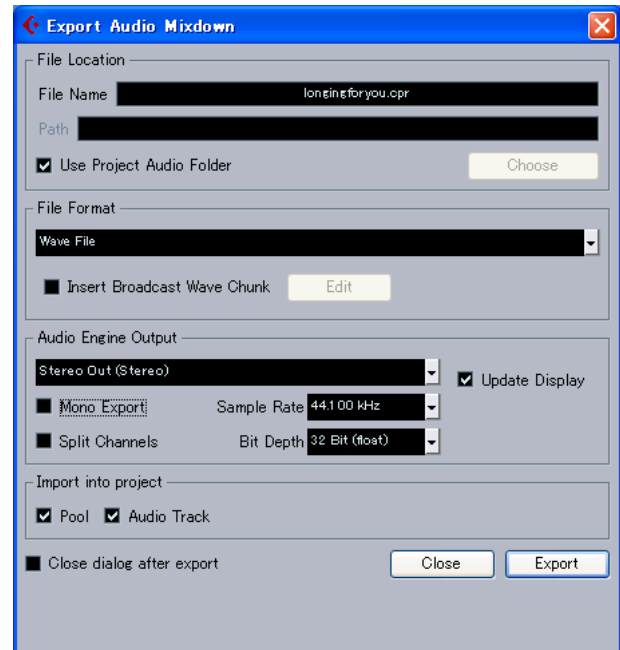 Export Audio Mixdown
File Location
File Name longingforyou.cpr
Path
Use Project Audio Folder Choose
File Format
Wave File
Insert Broadcast Wave Chunk Edit
Audio Engine Output
Stereo Out (Stereo)
Update Display
Mono Export Sample Rate 44.100 kHz
Split Channels Bit Depth 32 Bit (float)
Import into project
Pool Audio Track
Close dialog after export Close Export